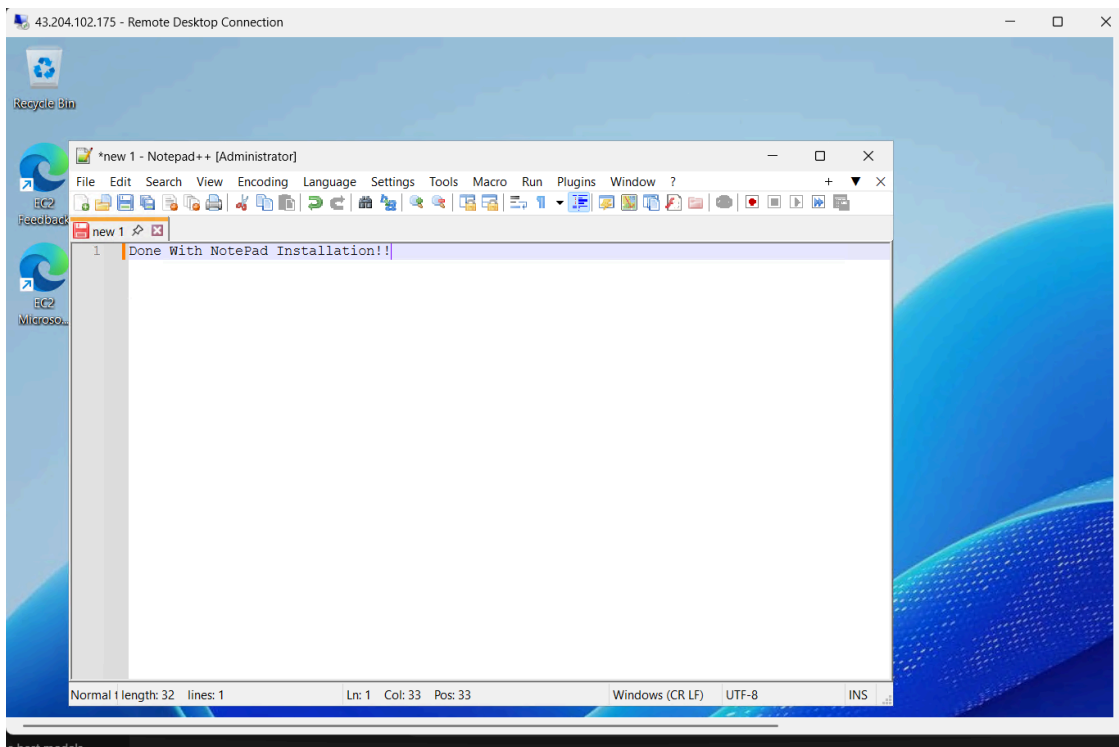 43.204.102.175 - Remote Desktop Connection
Recycle Bin
*new 1 - Notepad++ [Administrator]
File Edit Search View Encoding Language Settings Tools Macro Run Plugins Window ?
EC2
Feedback
new 1
1 Done With NotePad Installation!!
EC2
Microso...
Normal t length: 32 lines: 1 Ln: 1 Col: 33 Pos: 33 Windows (CR LF) UTF-8 INS